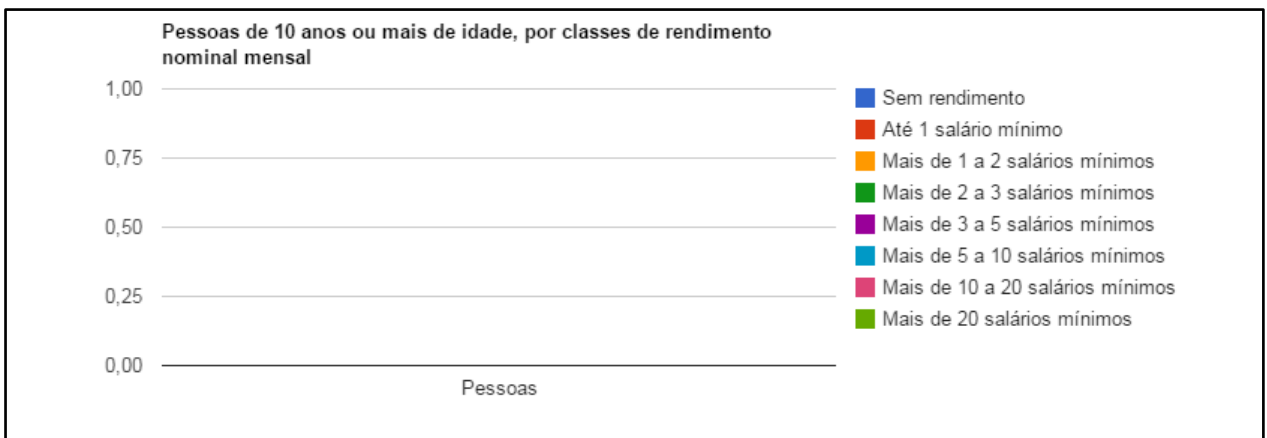 Pessoas de 10 anos ou mais de idade, por classes de rendimento
nominal mensal
1,00
0,75
0,50
0,25
0,00
Pessoas
Sem rendimento
Até 1 salário mínimo
Mais de 1 a 2 salários mínimos
Mais de 2 a 3 salários mínimos
Mais de 3 a 5 salários mínimos
Mais de 5 a 10 salários mínimos
Mais de 10 a 20 salários mínimos
Mais de 20 salários mínimos